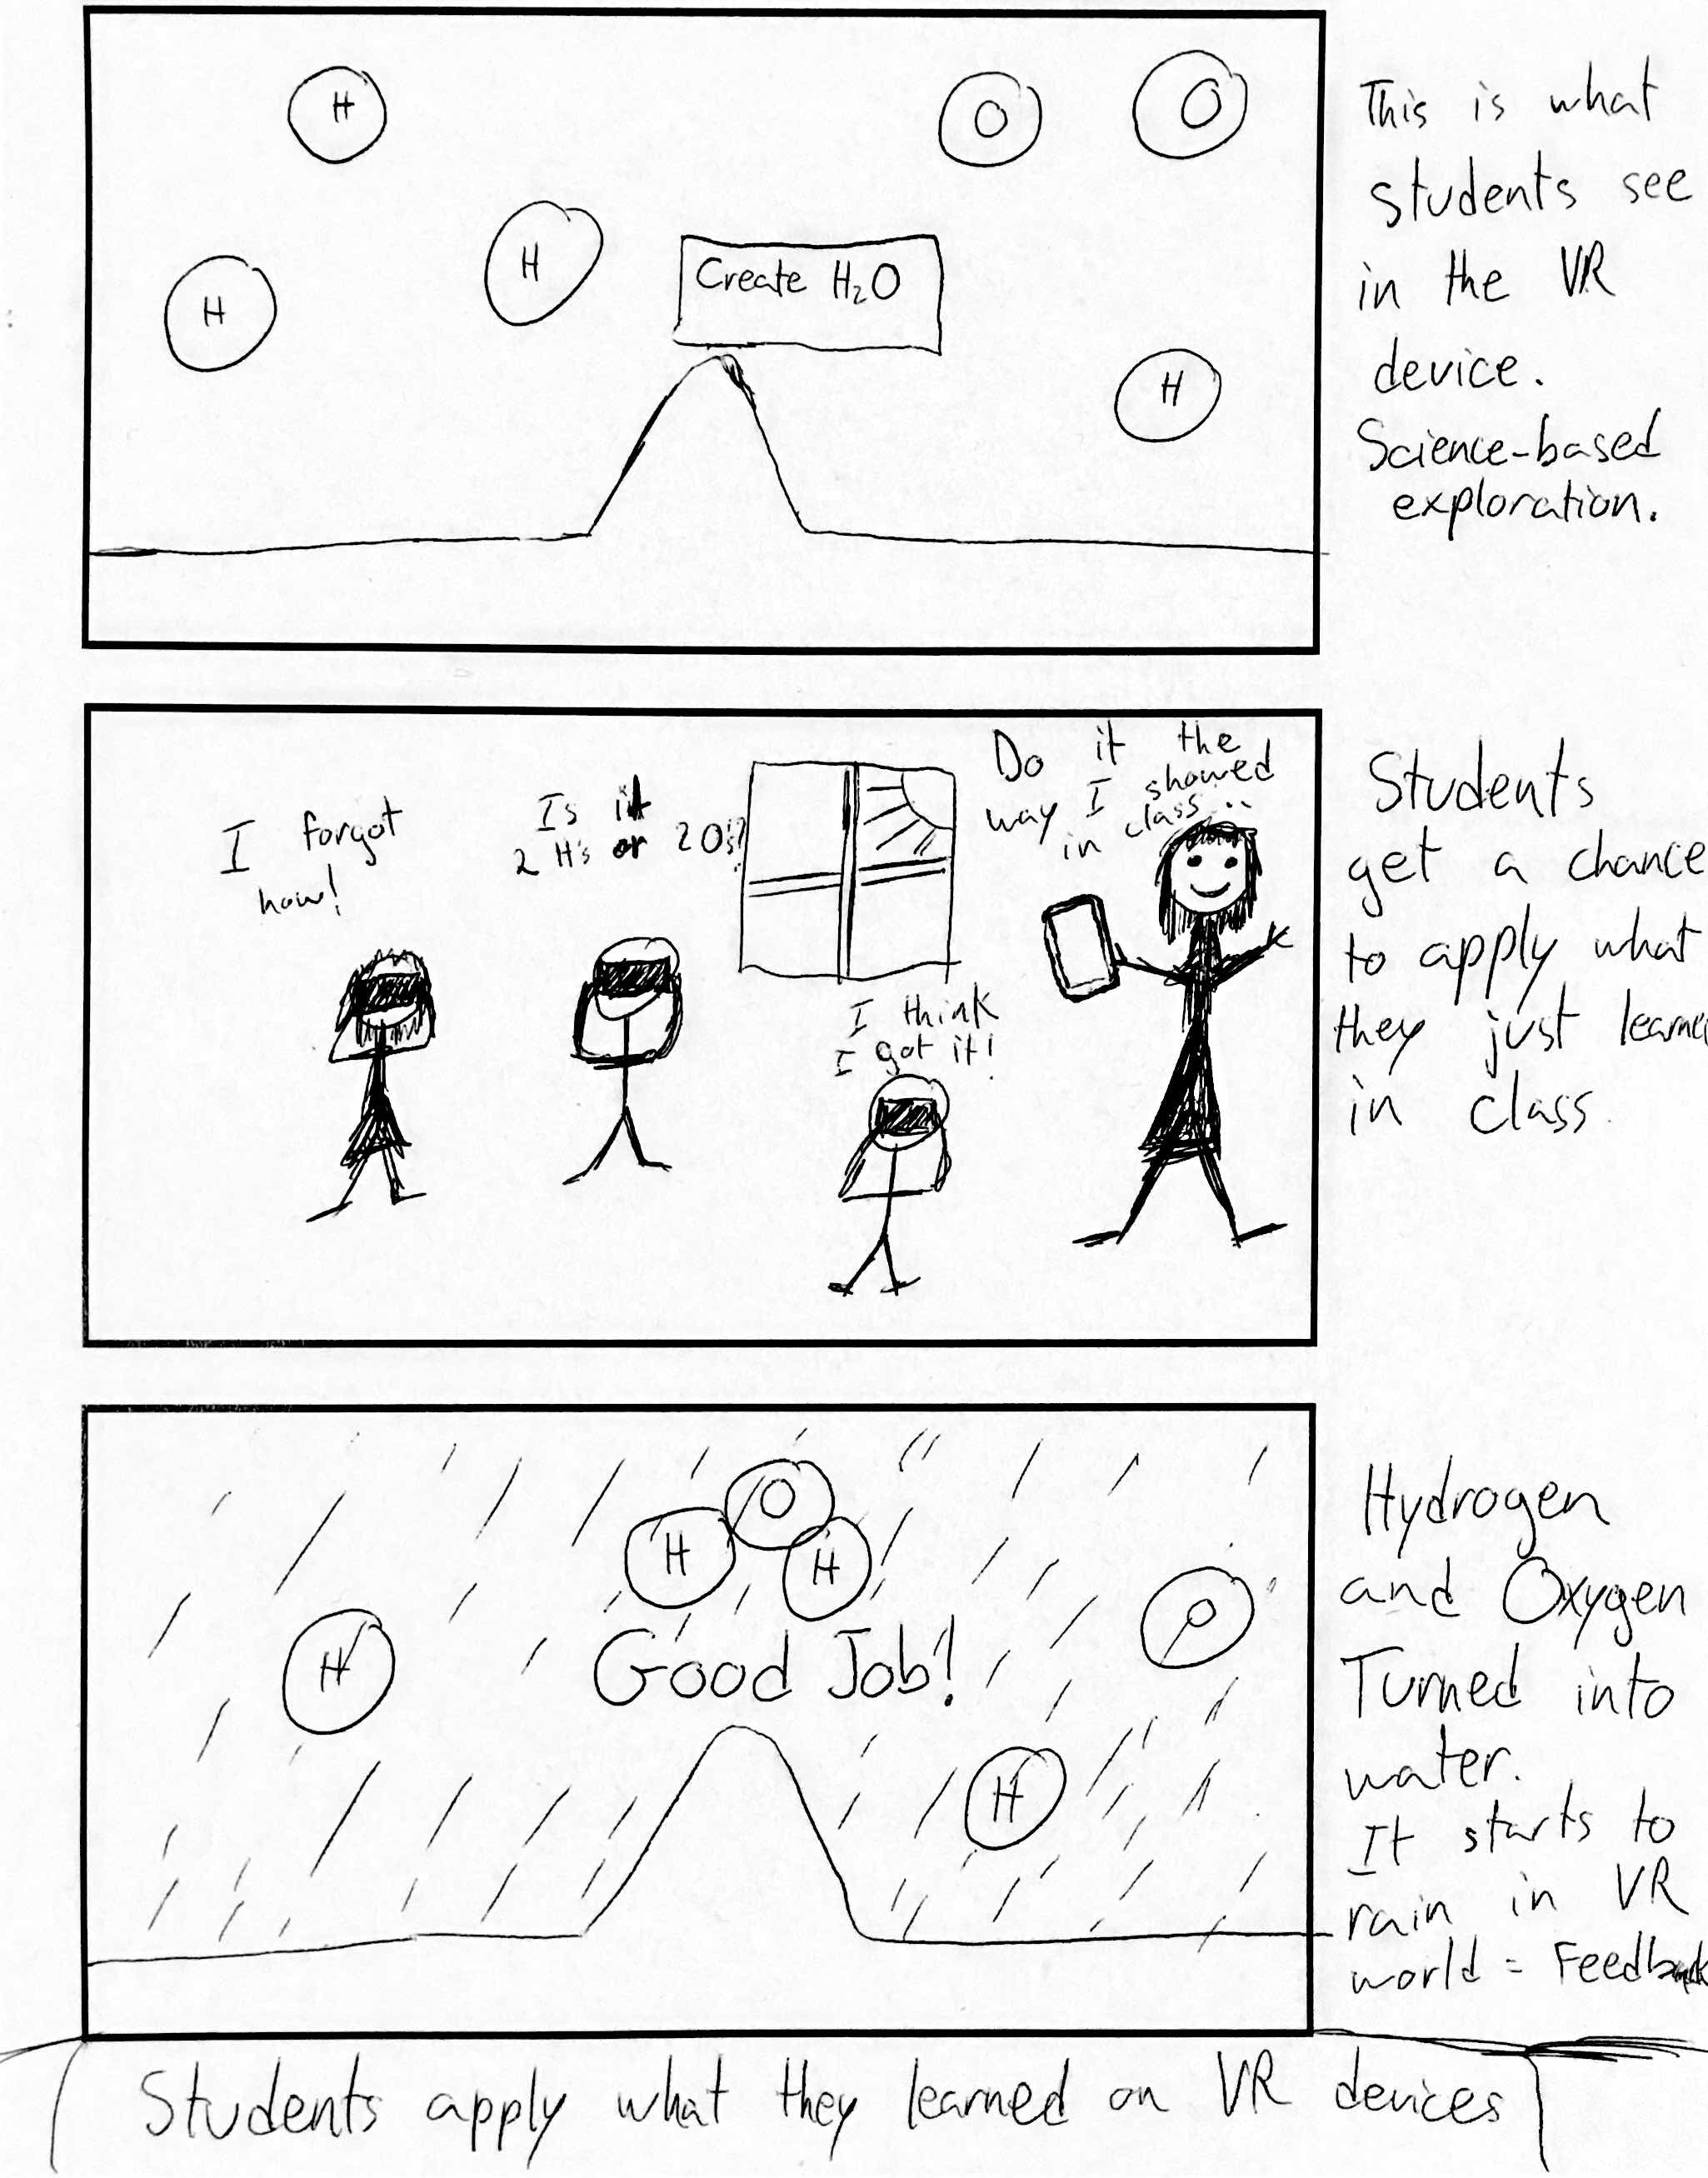 H
O
O
H
H
Create H₂O
H
This is what
students see
in the VR
device.
Science-based
exploration.
I forgot
how!
Is it
2 H's or 2 O's?
I think
I got it!
Do it the
way I showed
in class
Students
get a chance
to apply what
they just
in class
O
H
H
H
O
Good Job!
H
Hydrogen
and Oxygen
Turned into
water.
It starts to
rain in VR
world = Feedback
Students apply what they learned on VR devices